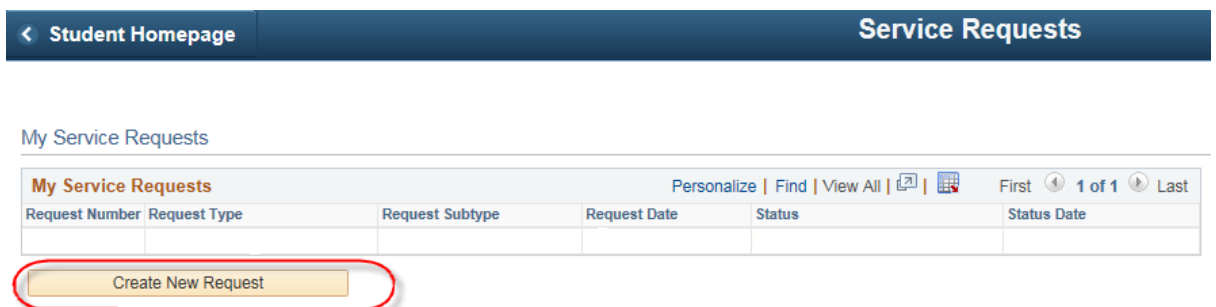 Student Homepage Service Requests
My Service Requests
My Service Requests Personalize | Find | View All | | First 1 of 1 Last
Request Number Request Type Request Subtype Request Date Status Status Date
Create New Request